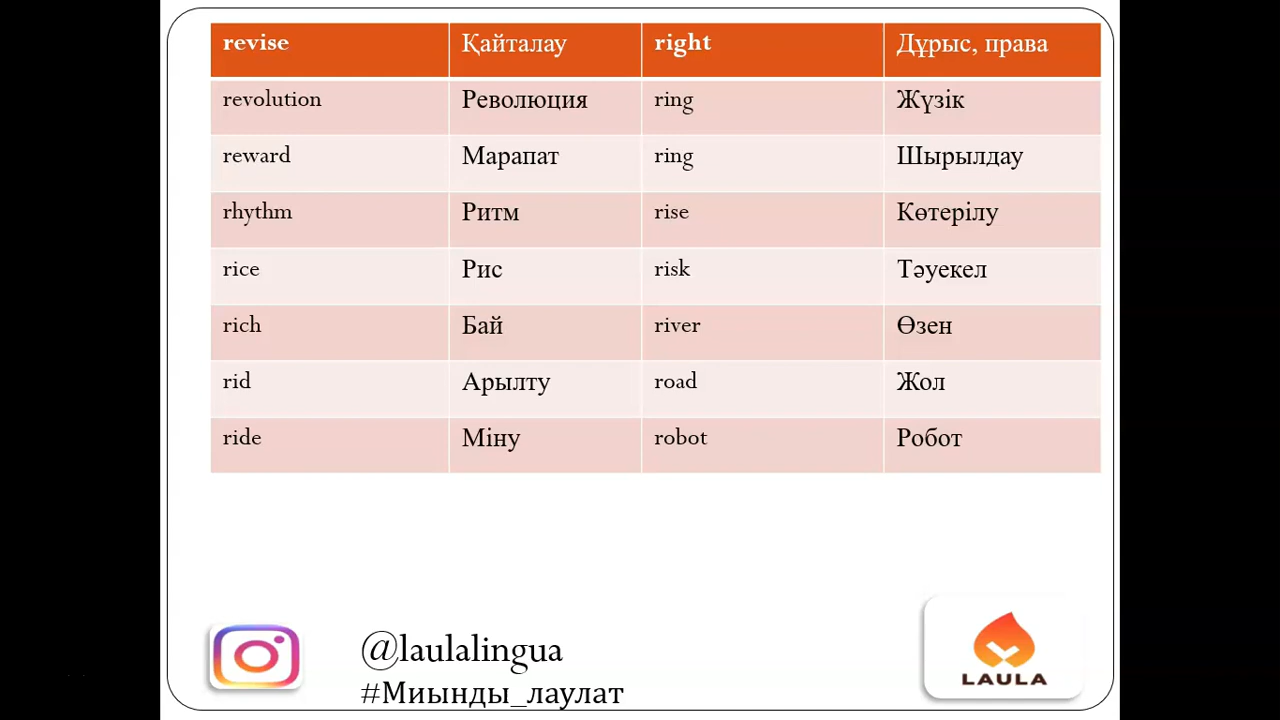 revise Қайталау right Дұрыс, права
revolution Революция ring Жүзік
reward Марапат ring Шырылдау
rhythm Ритм rise Көтерілу
rice Рис risk Тәуекел
rich Бай river Өзен
rid Арылту road Жол
ride Міну robot Робот
@laulalingua
#Миынды_лаулат
LAULA